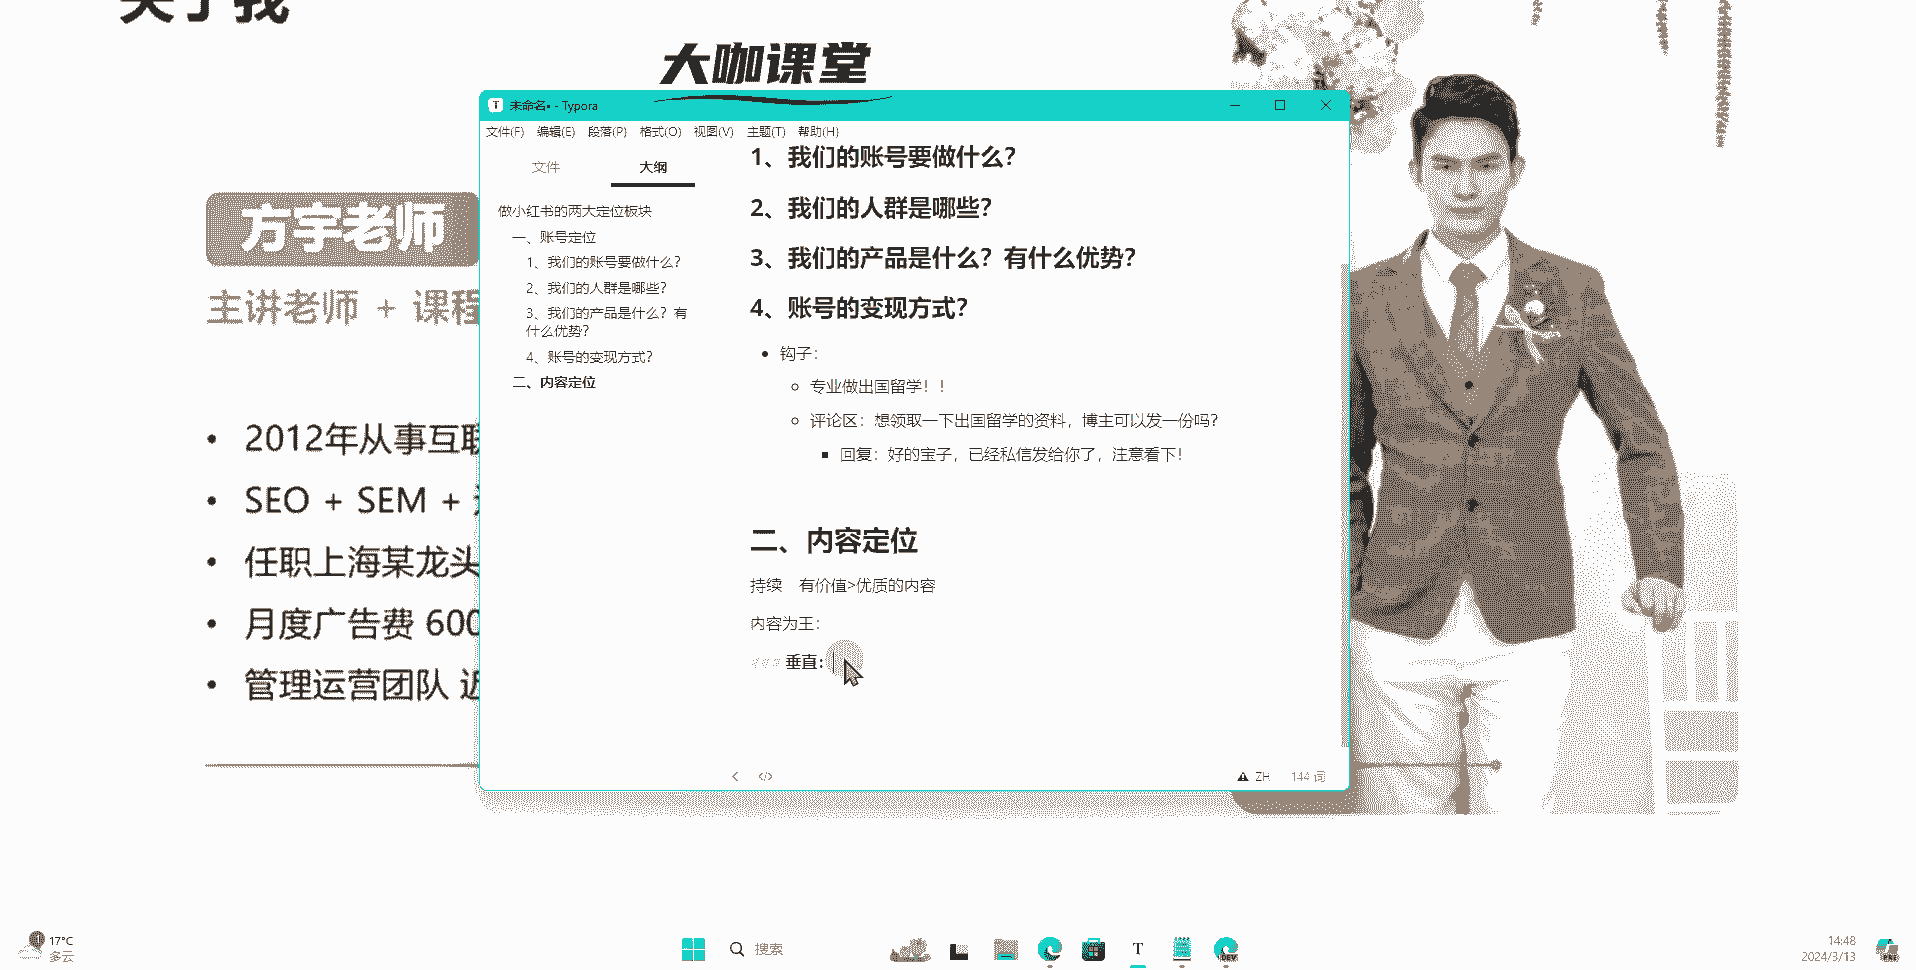 关于我
大咖课堂
方宇老师
主讲老师 + 课程
• 2012年从事互联
• SEO + SEM +
• 任职上海某龙头
• 月度广告费 600
• 管理运营团队 近
未命名• - Typora
文件(F) 编辑(E) 段落(P) 格式(O) 视图(V) 主题(T) 帮助(H)
文件 大纲
做小红书的两大定位板块
一、账号定位
1、我们的账号要做什么？
2、我们的人群是哪些？
3、我们的产品是什么？有
什么优势？
4、账号的变现方式？
二、内容定位
1、我们的账号要做什么？
2、我们的人群是哪些？
3、我们的产品是什么？有什么优势？
4、账号的变现方式？
• 钩子：
专业做出国留学！！
评论区：想领取一下出国留学的资料，博主可以发一份吗？
回复：好的宝子，已经私信发给你了，注意看下！
二、内容定位
持续 有价值>优质的内容
内容为王：
### 垂直：
ZH 144 词
17°C
多云
搜索
T
DEV
14:48
2024/3/13
PRE